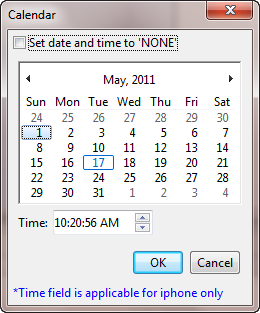 Calendar
Set date and time to 'NONE'
May, 2011
Sun Mon Tue Wed Thu Fri Sat
24 25 26 27 28 29 30
1 2 3 4 5 6 7
8 9 10 11 12 13 14
15 16 17 18 19 20 21
22 23 24 25 26 27 28
29 30 31 1 2 3 4
Time: 10:20:56 AM
OK Cancel
*Time field is applicable for iphone only